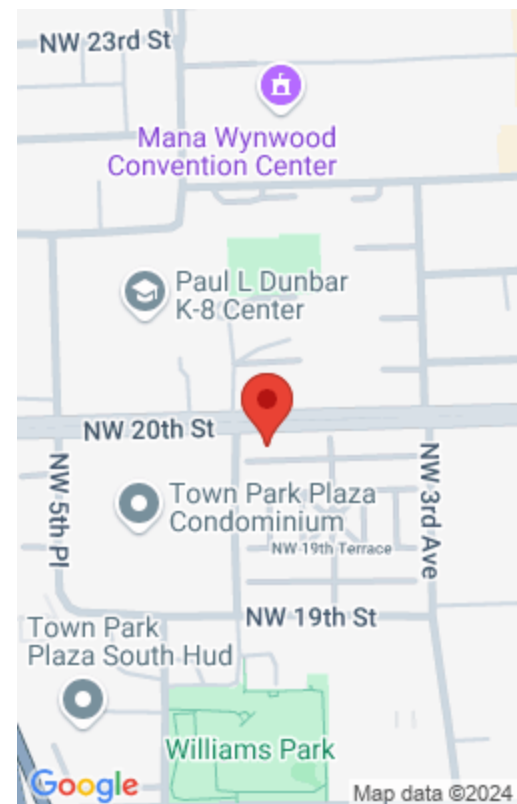 NW 23rd St
Mana Wynwood
Convention Center
Paul L Dunbar
K-8 Center
NW 20th St
NW 5th Pl
Town Park Plaza
Condominium
NW 3rd Ave
NW 19th Terrace
NW 19th St
Town Park
Plaza South Hud
Williams Park
Google
Map data ©2024